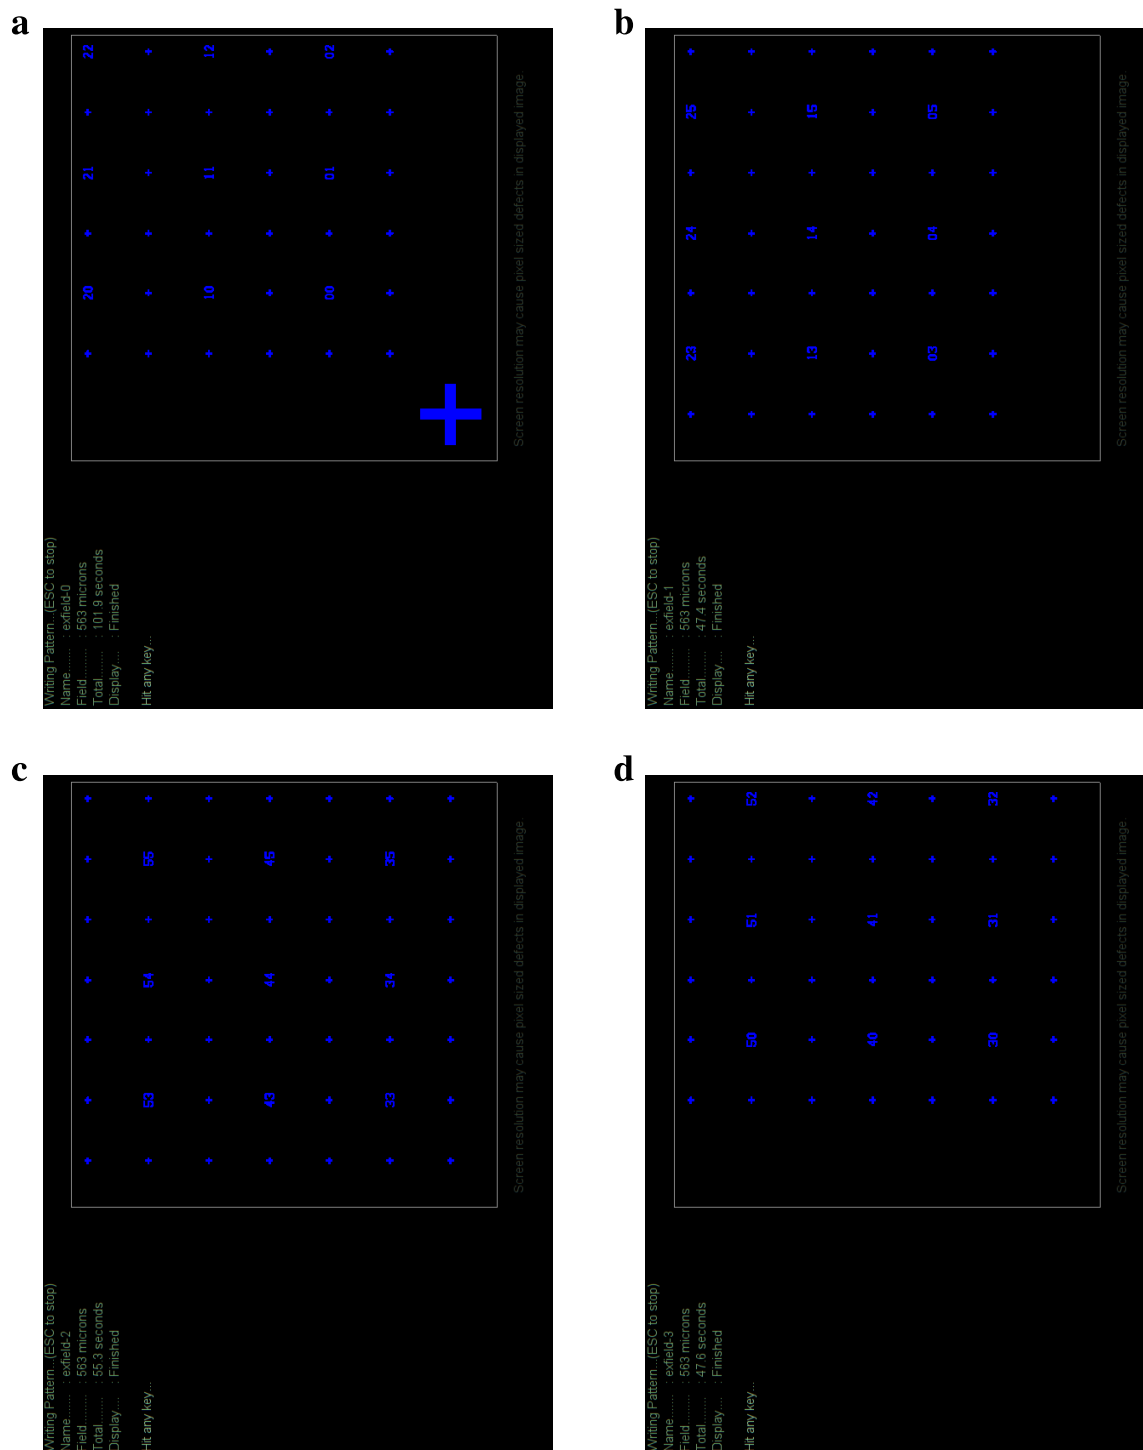 a
22 12 02
21 11 01
20 10 00
Screen resolution may cause pixel sized defects in displayed image
Writing Pattern...(ESC to stop)
Name....... : exfield-0
Field......... : 563 microns
Total......... : 101.9 seconds
Display..... : Finished
Hit any key...
b
25 15 05
24 14 04
23 13 03
Screen resolution may cause pixel sized defects in displayed image
Writing Pattern...(ESC to stop)
Name....... : exfield-1
Field......... : 563 microns
Total......... : 47.4 seconds
Display..... : Finished
Hit any key...
c
55 45 35
54 44 34
53 43 33
Screen resolution may cause pixel sized defects in displayed image
Writing Pattern...(ESC to stop)
Name....... : exfield-2
Field......... : 563 microns
Total......... : 55.3 seconds
Display..... : Finished
Hit any key...
d
52 42 32
51 41 31
50 40 30
Screen resolution may cause pixel sized defects in displayed image
Writing Pattern...(ESC to stop)
Name....... : exfield-3
Field......... : 563 microns
Total......... : 47.6 seconds
Display..... : Finished
Hit any key...